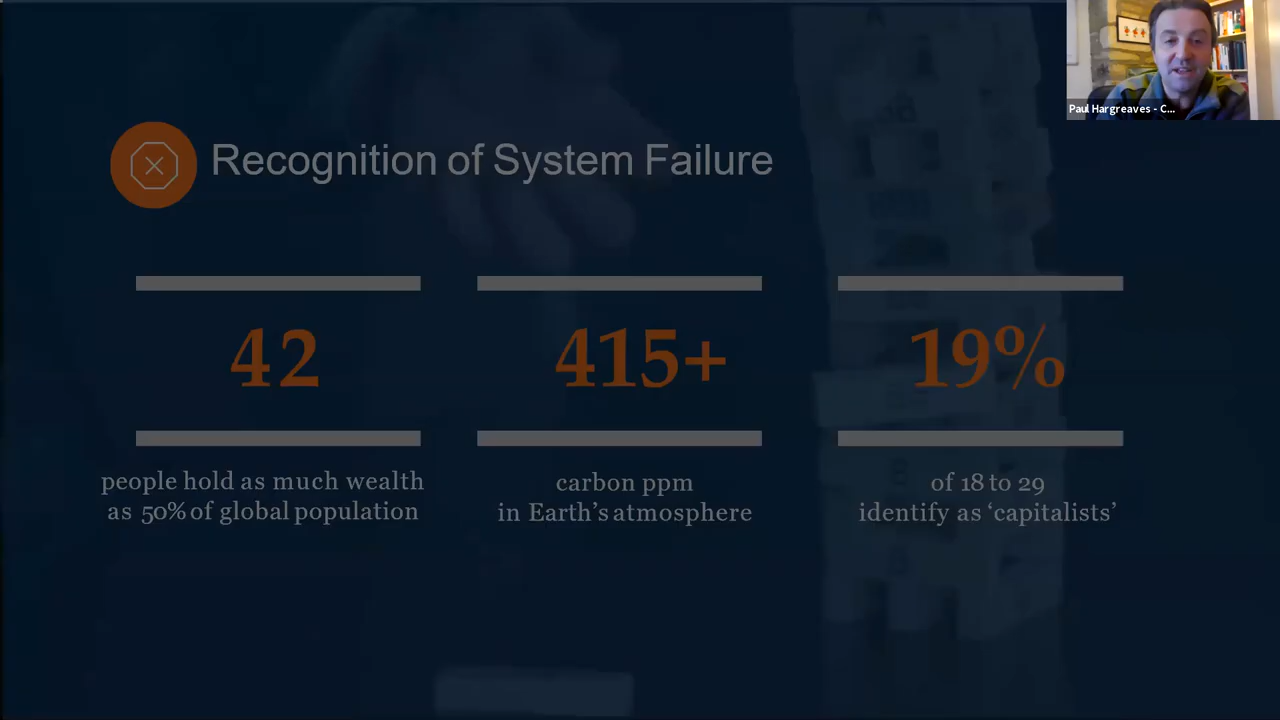 Paul Hargreaves - C...
Recognition of System Failure
42
people hold as much wealth
as 50% of global population
415+
carbon ppm
in Earth's atmosphere
19%
of 18 to 29
identify as ‘capitalists’